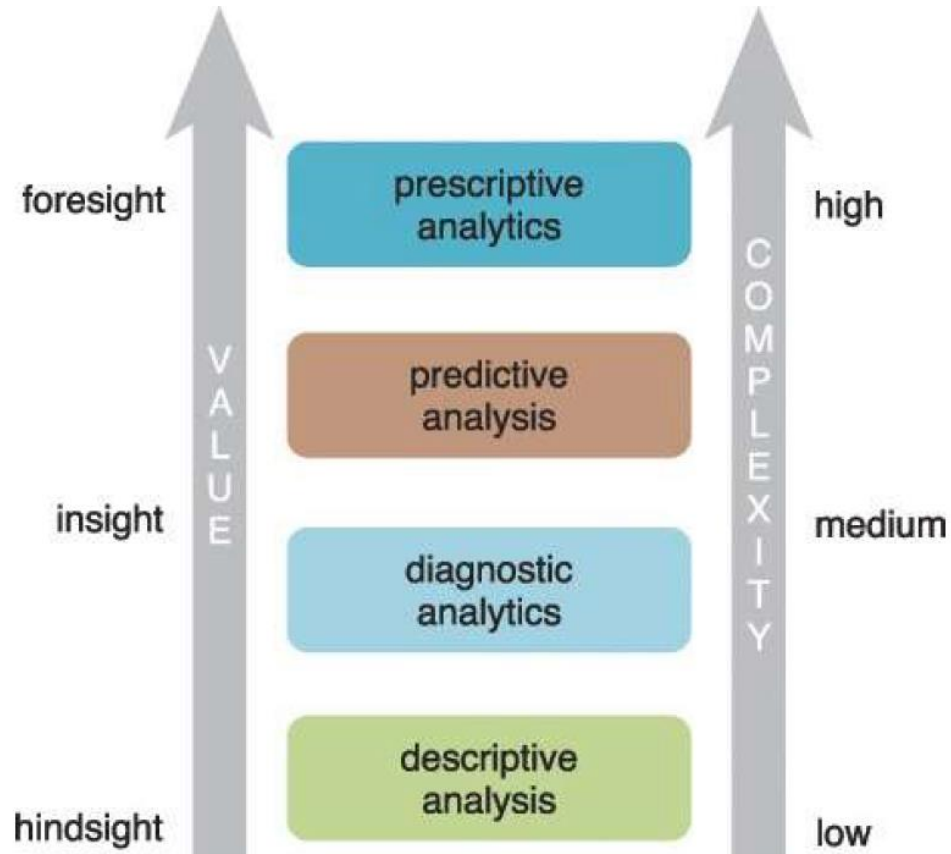 foresight
prescriptive
analytics
high
VALUE
COMPLEXITY
predictive
analysis
insight
medium
diagnostic
analytics
descriptive
analysis
hindsight
low